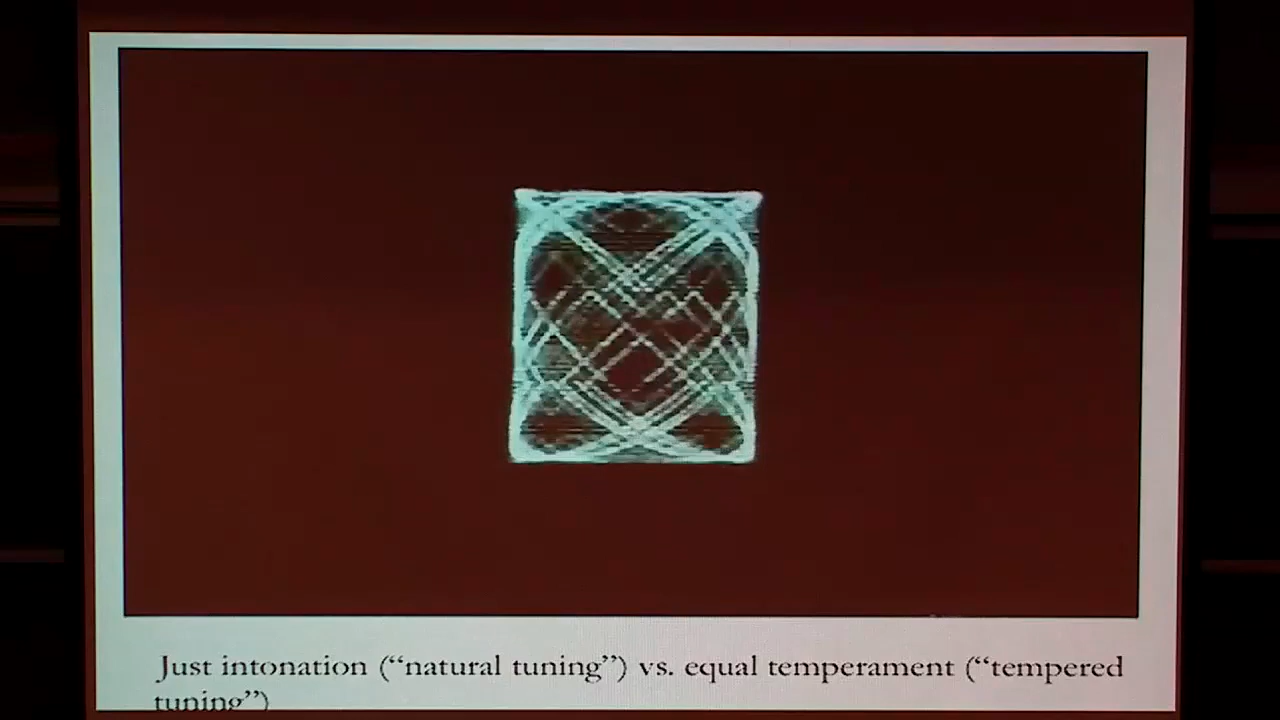 Just intonation (“natural tuning”) vs. equal temperament (“tempered
tuning”)